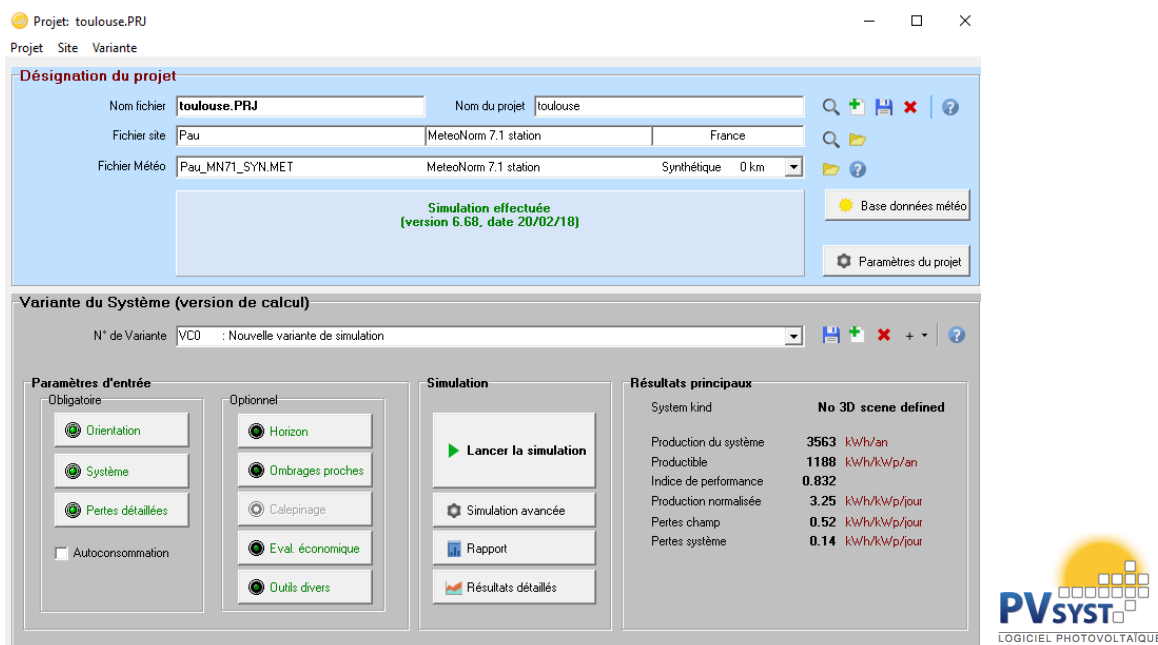 Projet: toulouse.PRJ
Projet Site Variante
Désignation du projet
Nom fichier toulouse.PRJ Nom du projet toulouse
Fichier site Pau MeteoNorm 7.1 station France
Fichier Météo Pau_MN71_SYN.MET MeteoNorm 7.1 station Synthétique 0 km
Simulation effectuée
(version 6.68, date 20/02/18)
Base données météo
Paramètres du projet
Variante du Système (version de calcul)
N° de Variante VC0 : Nouvelle variante de simulation
Paramètres d'entrée
Obligatoire
Orientation
Système
Pertes détaillées
Autoconsommation
Optionnel
Horizon
Ombrages proches
Calepinage
Eval. économique
Outils divers
Simulation
Lancer la simulation
Simulation avancée
Rapport
Résultats détaillés
Résultats principaux
System kind No 3D scene defined
Production du système 3563 kWh/an
Productible 1188 kWh/kWp/an
Indice de performance 0.832
Production normalisée 3.25 kWh/kWp/jour
Pertes champ 0.52 kWh/kWp/jour
Pertes système 0.14 kWh/kWp/jour
PVSYST
LOGICIEL PHOTOVOLTAÏQUE